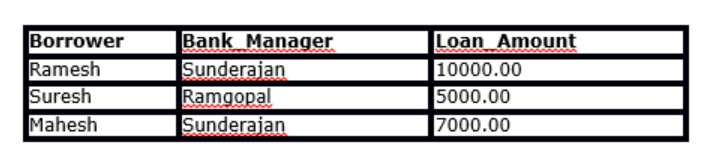 Borrower Bank_Manager Loan_Amount
Ramesh Sunderajan 10000.00
Suresh Ramgopal 5000.00
Mahesh Sunderajan 7000.00